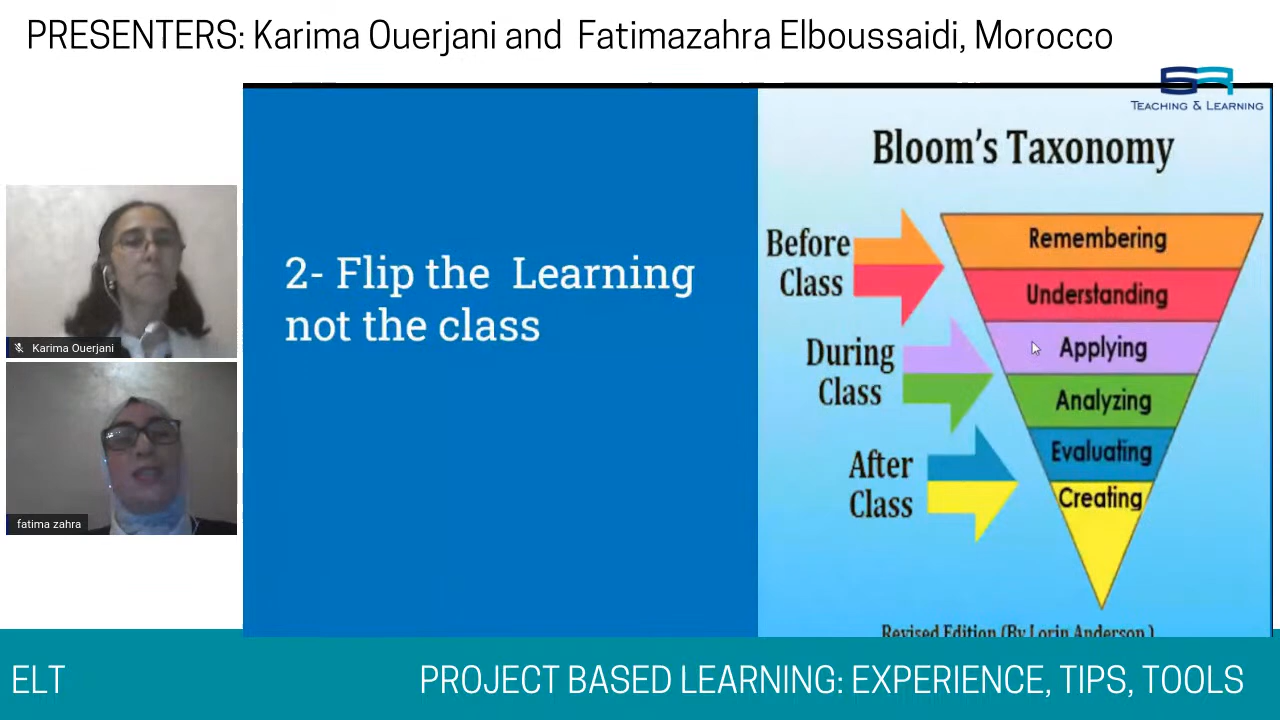 PRESENTERS: Karima Ouerjani and Fatimazahra Elboussaidi, Morocco
TEACHING & LEARNING
Karima Ouerjani
fatima zahra
2- Flip the Learning
not the class
Bloom's Taxonomy
Before
Class
During
Class
After
Class
Remembering
Understanding
Applying
Analyzing
Evaluating
Creating
Revised Edition (By Lorin Anderson )
ELT
PROJECT BASED LEARNING: EXPERIENCE, TIPS, TOOLS